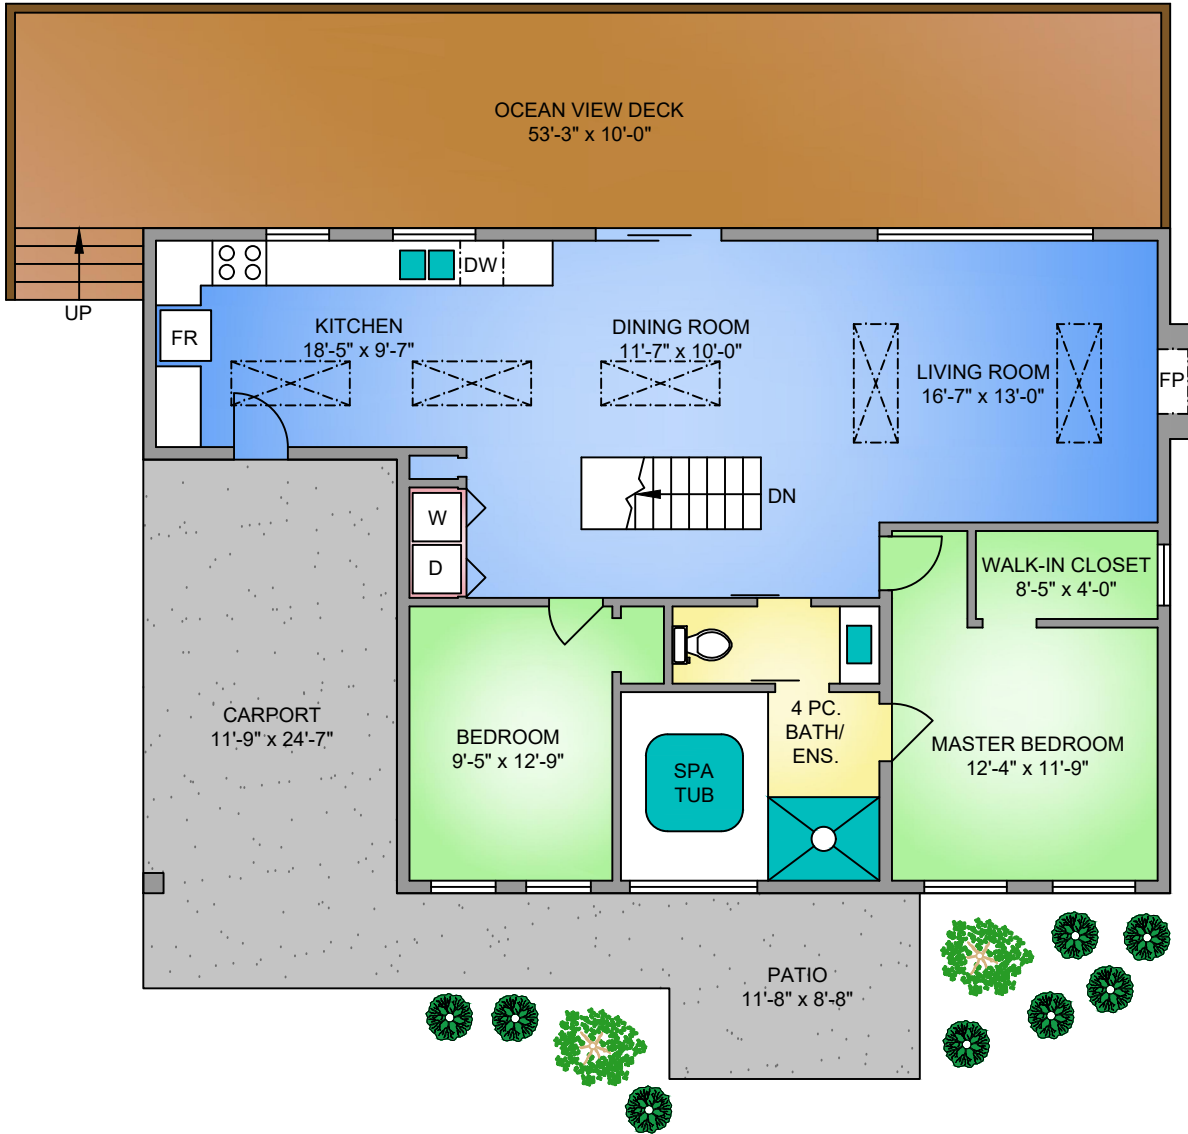 OCEAN VIEW DECK
53'-3" x 10'-0"
UP
DW
FR
KITCHEN
18'-5" x 9'-7"
DINING ROOM
11'-7" x 10'-0"
LIVING ROOM
16'-7" x 13'-0"
FP
W
D
DN
WALK-IN CLOSET
8'-5" x 4'-0"
CARPORT
11'-9" x 24'-7"
BEDROOM
9'-5" x 12'-9"
4 PC.
BATH/
ENS.
SPA
TUB
MASTER BEDROOM
12'-4" x 11'-9"
PATIO
11'-8" x 8'-8"